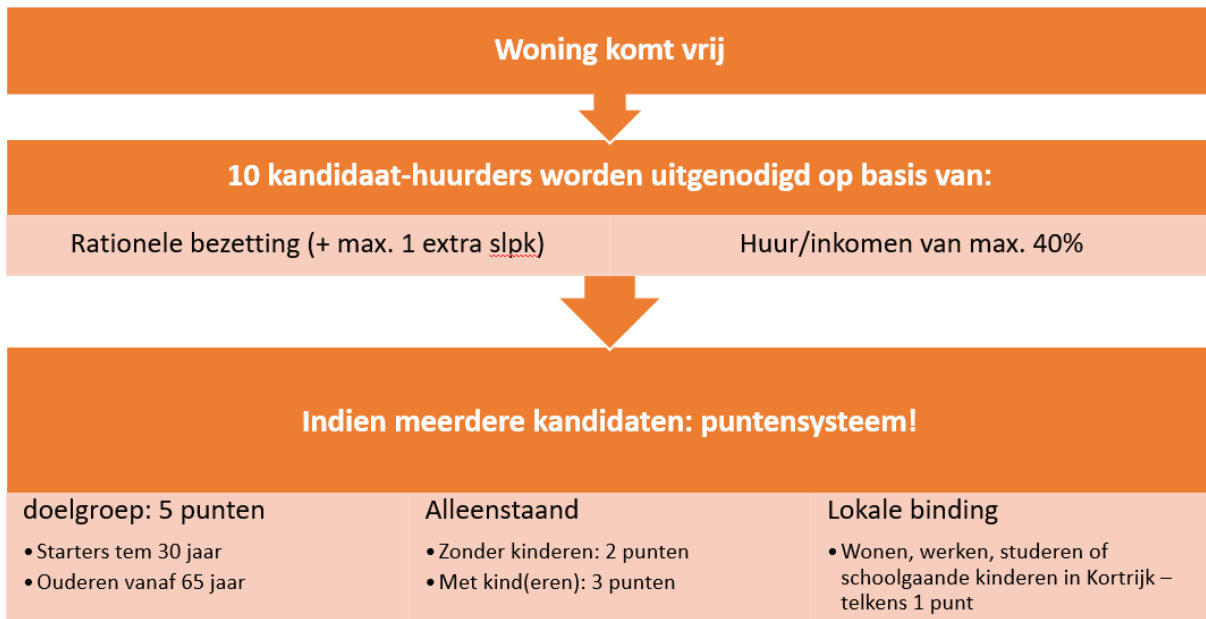 Woning komt vrij
10 kandidaat-huurders worden uitgenodigd op basis van:
Rationele bezetting (+ max. 1 extra slpk)
Huur/inkomen van max. 40%
Indien meerdere kandidaten: puntensysteem!
doelgroep: 5 punten
• Starters tem 30 jaar
• Ouderen vanaf 65 jaar
Alleenstaand
• Zonder kinderen: 2 punten
• Met kind(eren): 3 punten
Lokale binding
• Wonen, werken, studeren of
schoolgaande kinderen in Kortrijk –
telkens 1 punt